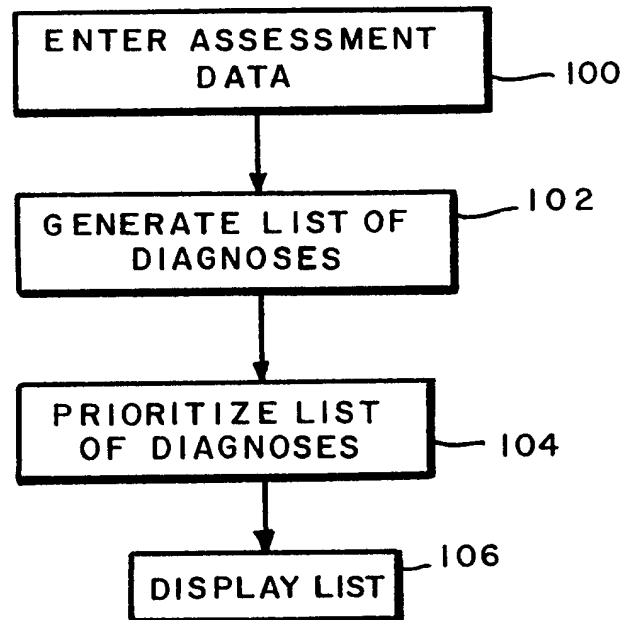 ENTER ASSESSMENT
DATA
100
GENERATE LIST OF
DIAGNOSES
102
PRIORITIZE LIST
OF DIAGNOSES
104
DISPLAY LIST
106